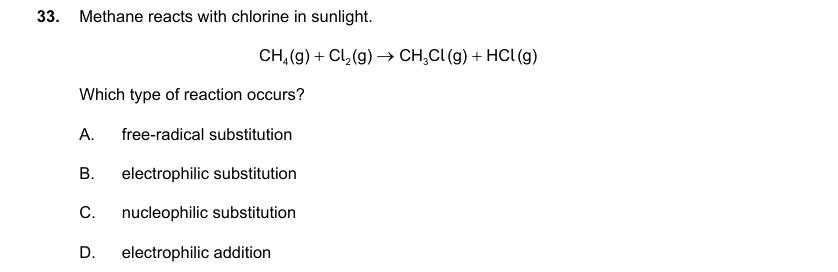 33. Methane reacts with chlorine in sunlight.
CH₄(g) + Cl₂(g) → CH₃Cl(g) + HCl(g)
Which type of reaction occurs?
A. free-radical substitution
B. electrophilic substitution
C. nucleophilic substitution
D. electrophilic addition